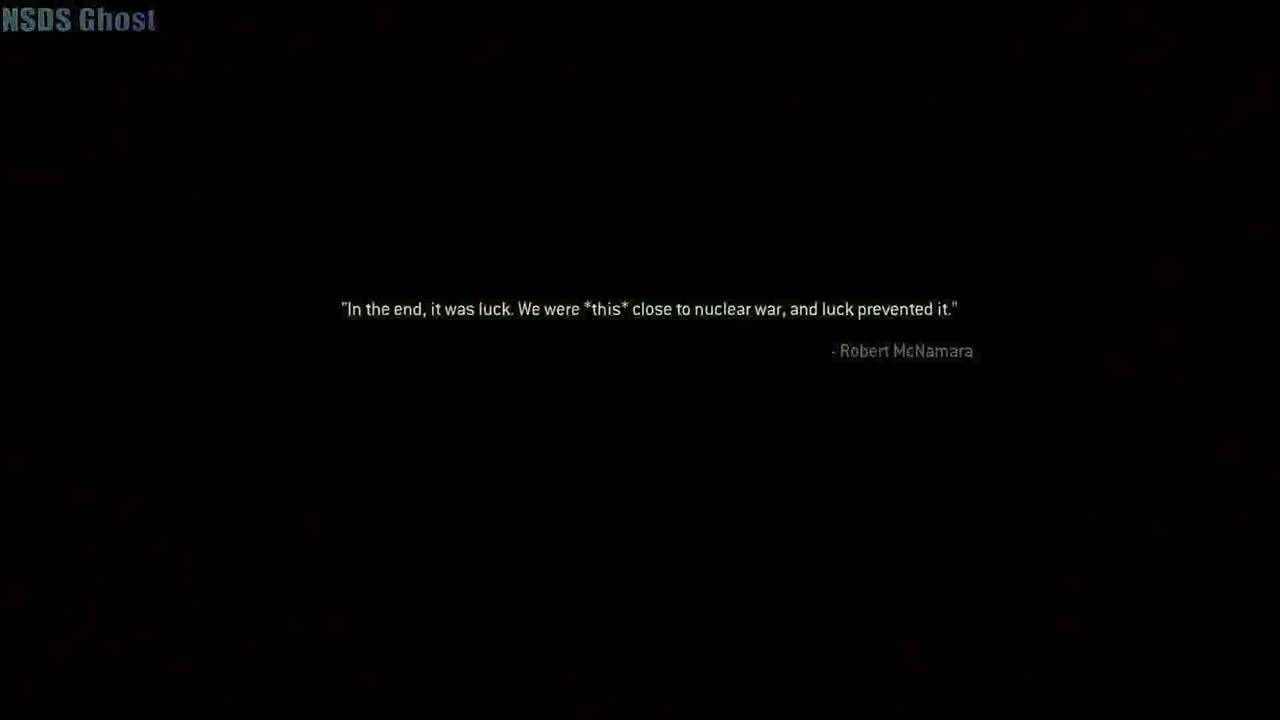 NSDS Ghost
"In the end, it was luck. We were *this* close to nuclear war, and luck prevented it."
- Robert McNamara